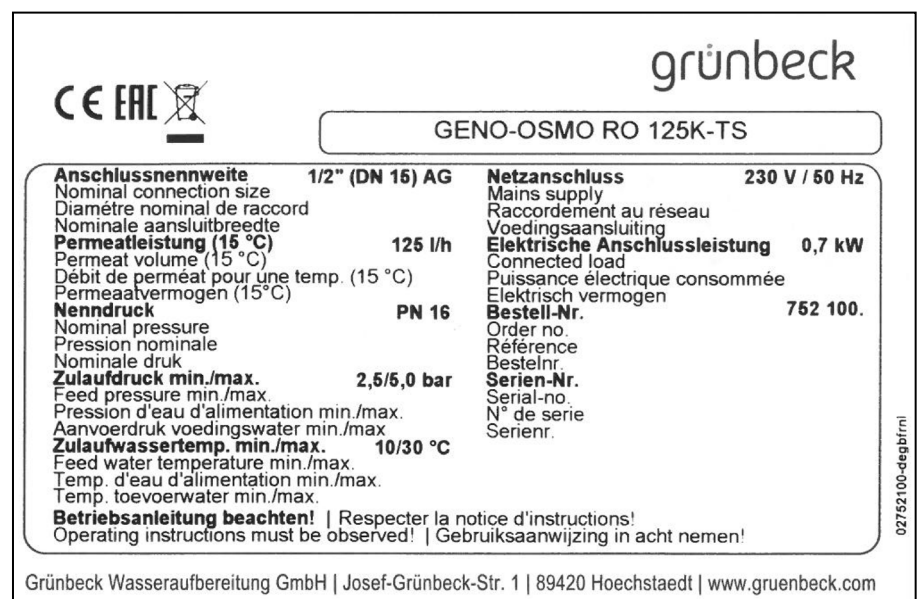 grünbeck
CE EAC
GENO-OSMO RO 125K-TS
Anschlussnennweite 1/2" (DN 15) AG
Nominal connection size
Diamétre nominal de raccord
Nominale aansluitbreedte
Permeatleistung (15 °C) 125 l/h
Permeat volume (15 °C)
Débit de perméat pour une temp. (15 °C)
Permeaatvermogen (15°C)
Nenndruck PN 16
Nominal pressure
Pression nominale
Nominale druk
Zulaufdruck min./max. 2,5/5,0 bar
Feed pressure min./max.
Pression d'eau d'alimentation min./max.
Aanvoerdruk voedingswater min./max
Zulaufwassertemp. min./max. 10/30 °C
Feed water temperature min./max.
Temp. d'eau d'alimentation min./max.
Temp. toevoerwater min./max.
Netzanschluss 230 V / 50 Hz
Mains supply
Raccordement au réseau
Voedingsaansluiting
Elektrische Anschlussleistung 0,7 kW
Connected load
Puissance électrique consommée
Elektrisch vermogen
Bestell-Nr. 752 100.
Order no.
Référence
Bestelnr.
Serien-Nr.
Serial-no.
N° de serie
Serienr.
Betriebsanleitung beachten! | Respecter la notice d'instructions!
Operating instructions must be observed! | Gebruiksaanwijzing in acht nemen!
02752100-degbfrnl
Grünbeck Wasseraufbereitung GmbH | Josef-Grünbeck-Str. 1 | 89420 Hoechstaedt | www.gruenbeck.com